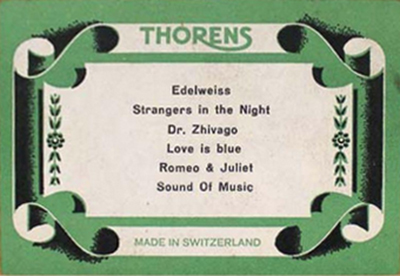 THORENS
Edelweiss
Strangers in the Night
Dr. Zhivago
Love is blue
Romeo & Juliet
Sound Of Music
MADE IN SWITZERLAND